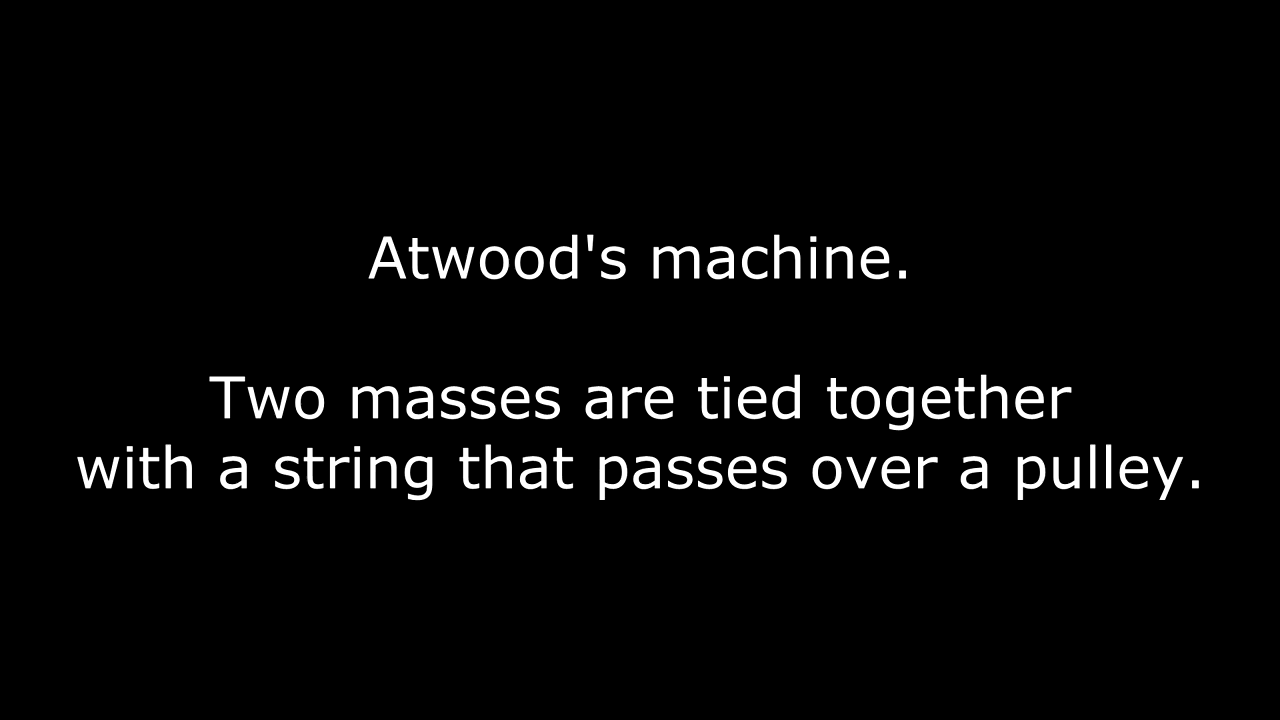 Atwood's machine.
Two masses are tied together
with a string that passes over a pulley.